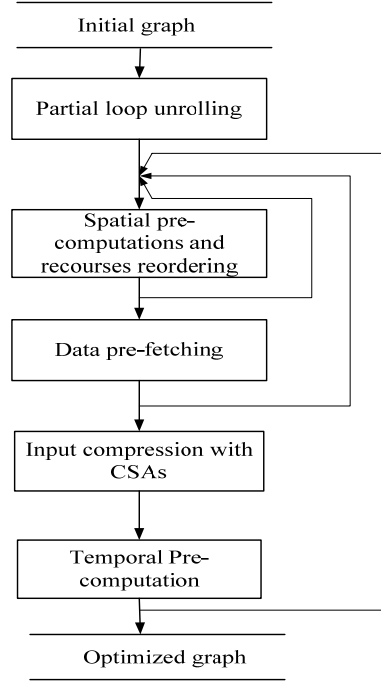 Initial graph
Partial loop unrolling
Spatial pre-
computations and
recourses reordering
Data pre-fetching
Input compression with
CSAs
Temporal Pre-
computation
Optimized graph